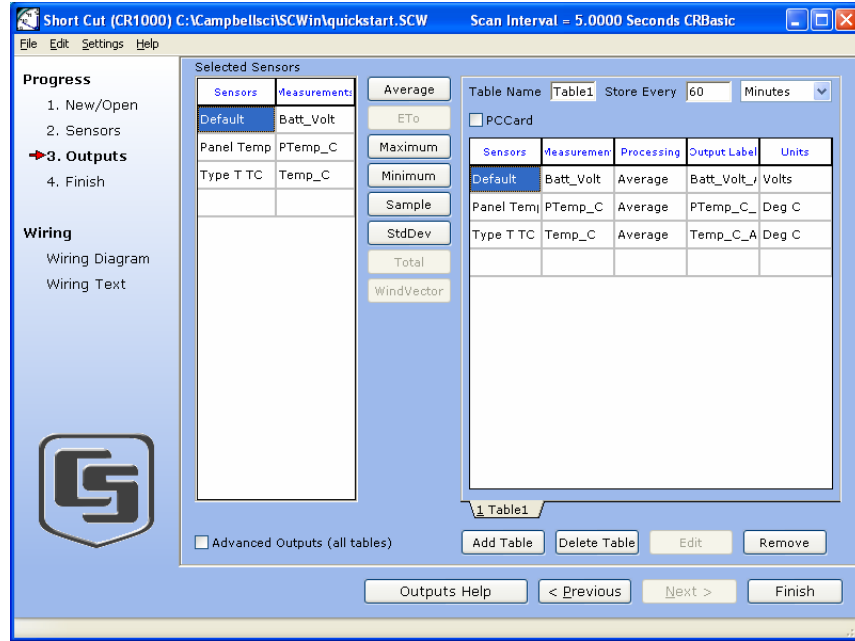 Short Cut (CR1000) C:\Campbellsci\SCWin\quickstart.SCW Scan Interval = 5.0000 Seconds CRBasic
File Edit Settings Help
Progress
1. New/Open
2. Sensors
3. Outputs
4. Finish
Wiring
Wiring Diagram
Wiring Text
Selected Sensors
Sensors Measurements
Default Batt_Volt
Panel Temp PTemp_C
Type T TC Temp_C
Average
ETo
Maximum
Minimum
Sample
StdDev
Total
WindVector
Table Name Table1 Store Every 60 Minutes
PCCard
Sensors Measuremen Processing Output Label Units
Default Batt_Volt Average Batt_Volt_ Volts
Panel Tem PTemp_C Average PTemp_C_ Deg C
Type T TC Temp_C Average Temp_C_A Deg C
1 Table1
Advanced Outputs (all tables)
Add Table Delete Table Edit Remove
Outputs Help < Previous Next > Finish
CS